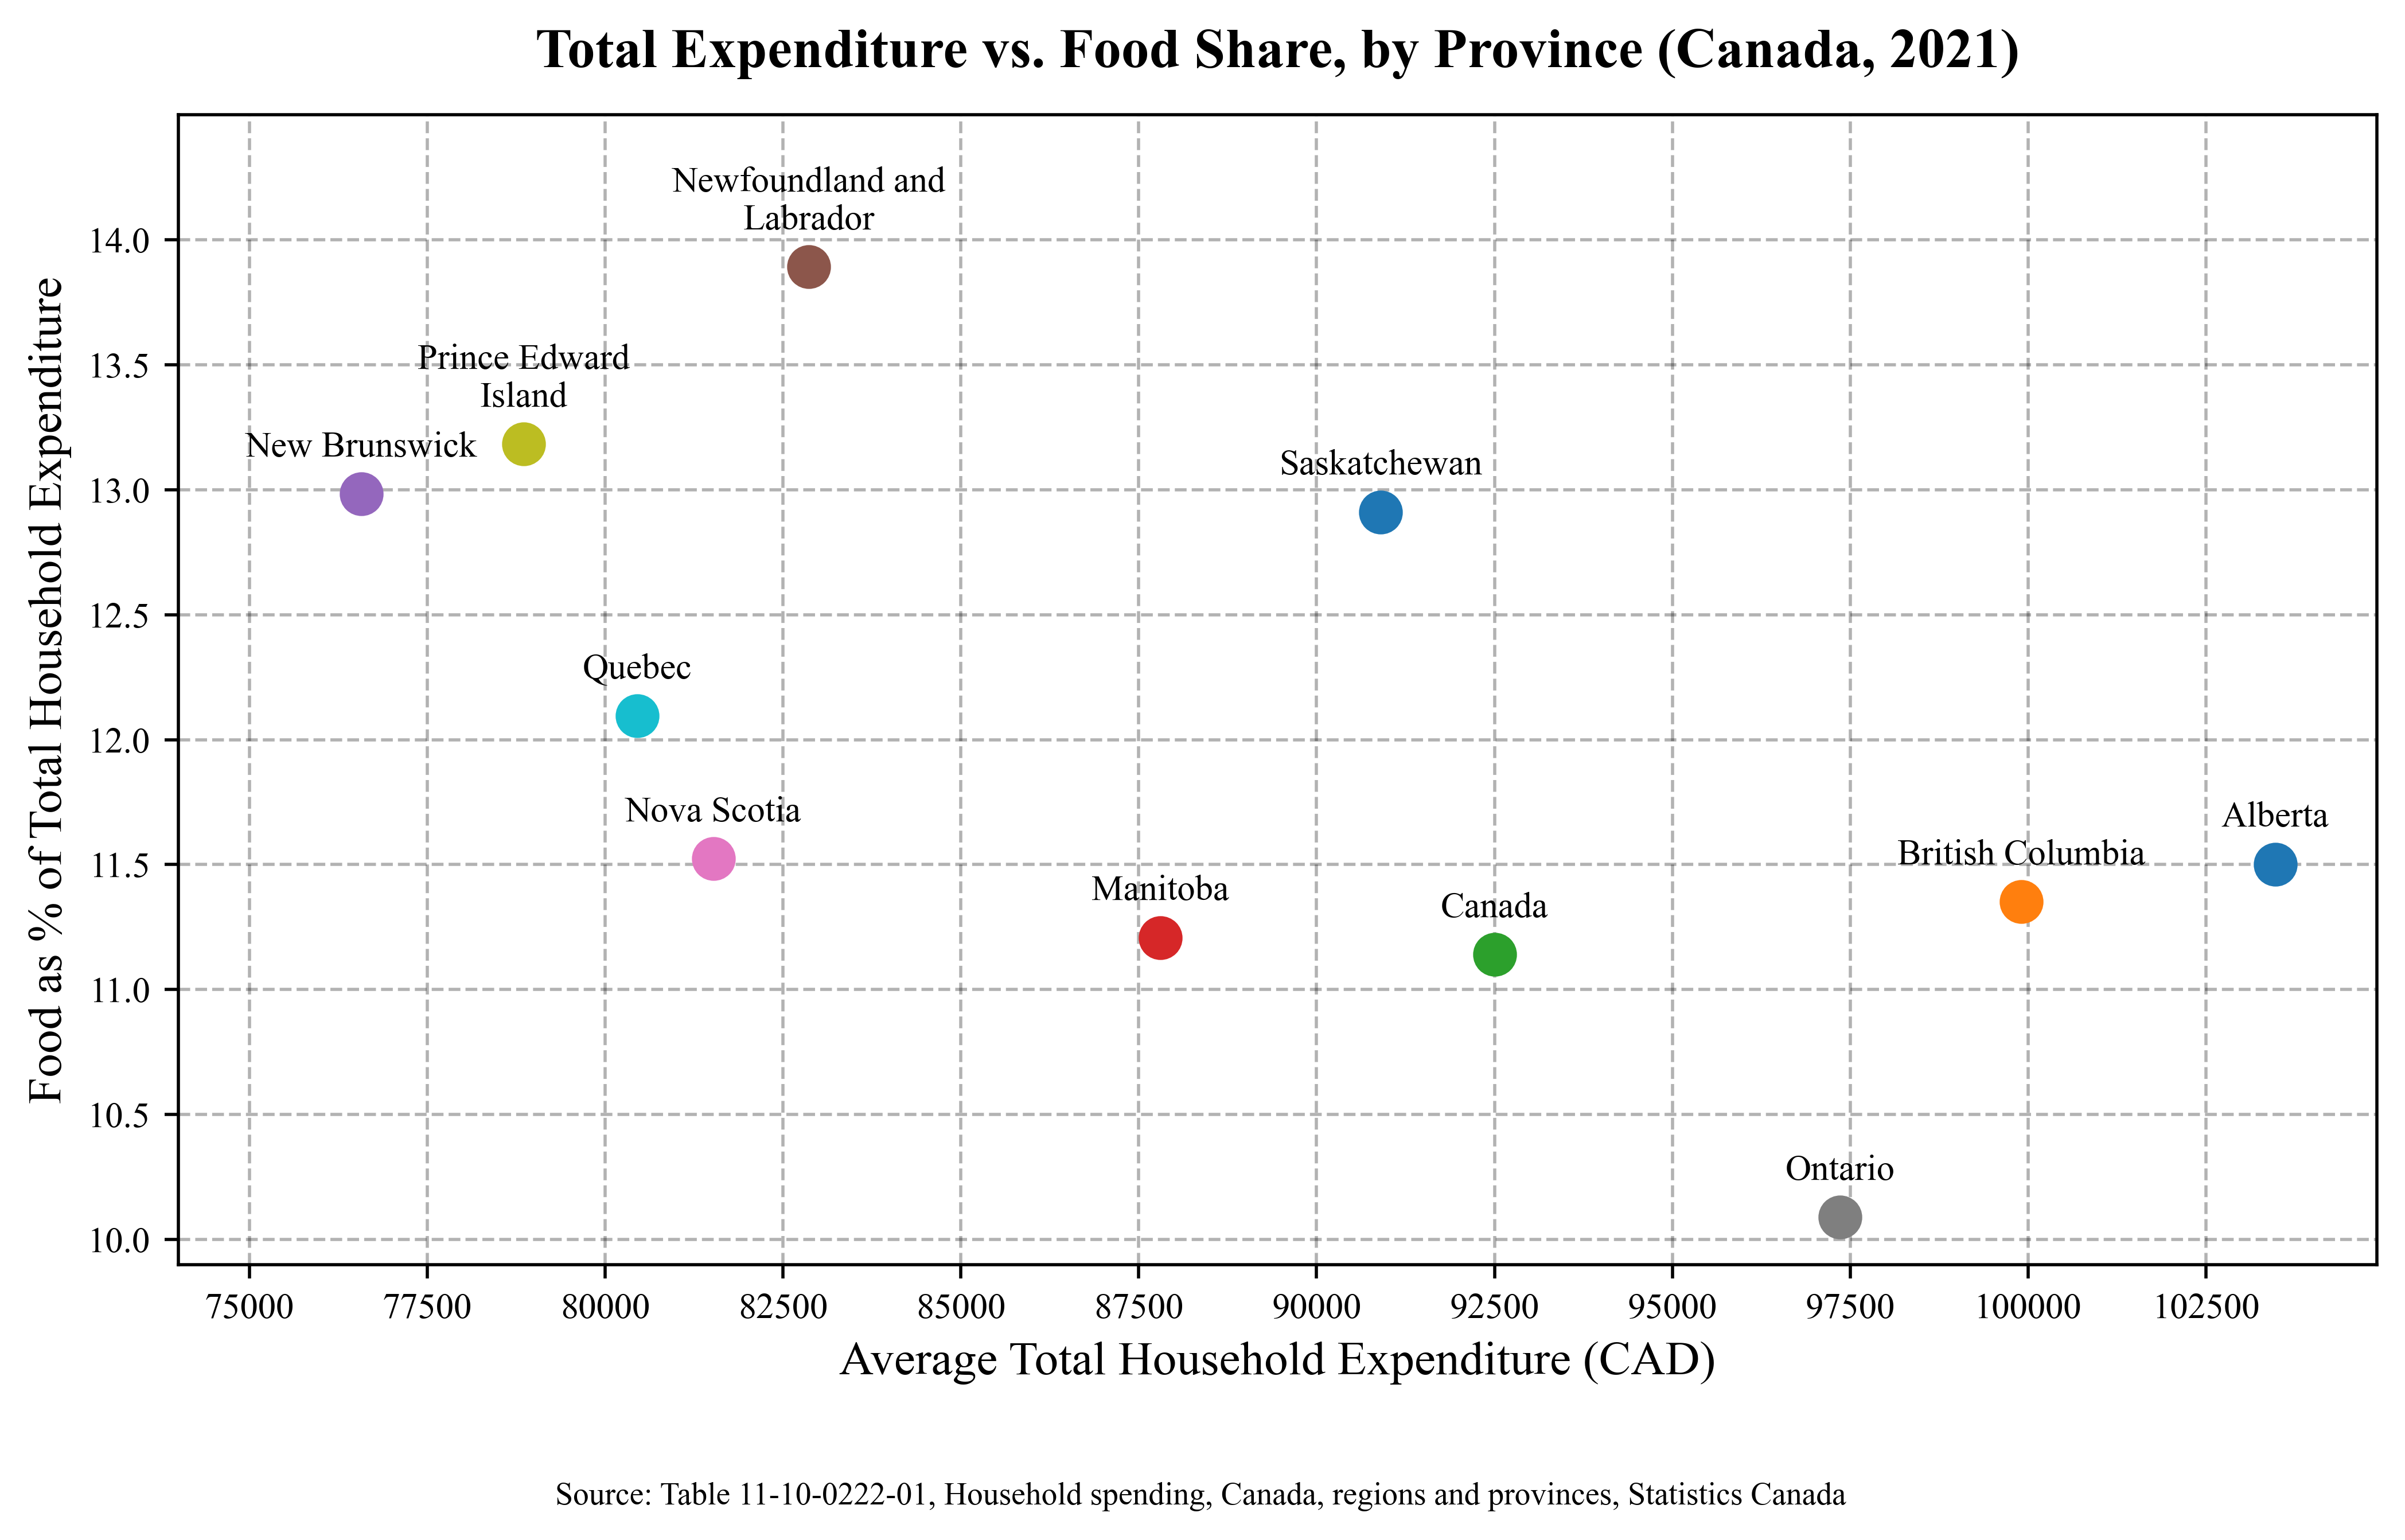 Total Expenditure vs. Food Share, by Province (Canada, 2021)
Food as % of Total Household Expenditure
14.0
13.5
13.0
12.5
12.0
11.5
11.0
10.5
10.0
Newfoundland and
Labrador
Prince Edward
Island
New Brunswick
Saskatchewan
Quebec
Nova Scotia
Alberta
British Columbia
Manitoba
Canada
Ontario
75000
77500
80000
82500
85000
87500
90000
92500
95000
97500
100000
102500
Average Total Household Expenditure (CAD)
Source: Table 11-10-0222-01, Household spending, Canada, regions and provinces, Statistics Canada